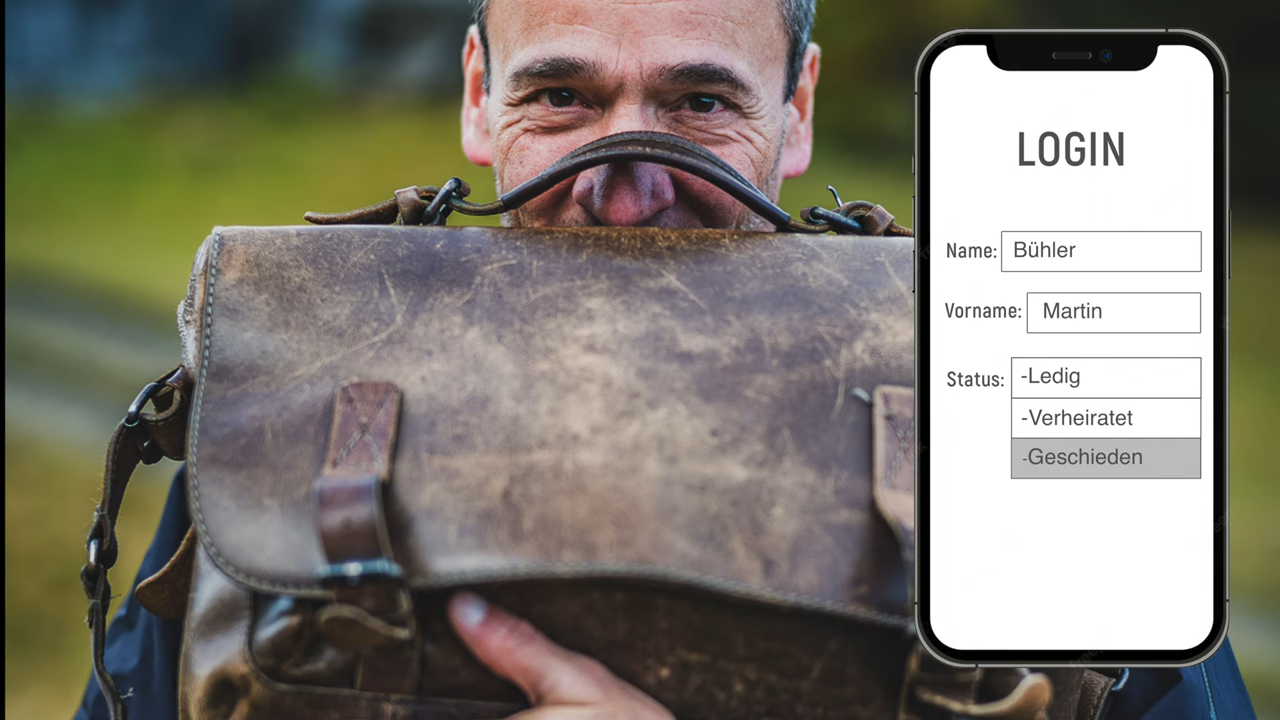 LOGIN
Name: Bühler
Vorname: Martin
Status: -Ledig
-Verheiratet
-Geschieden